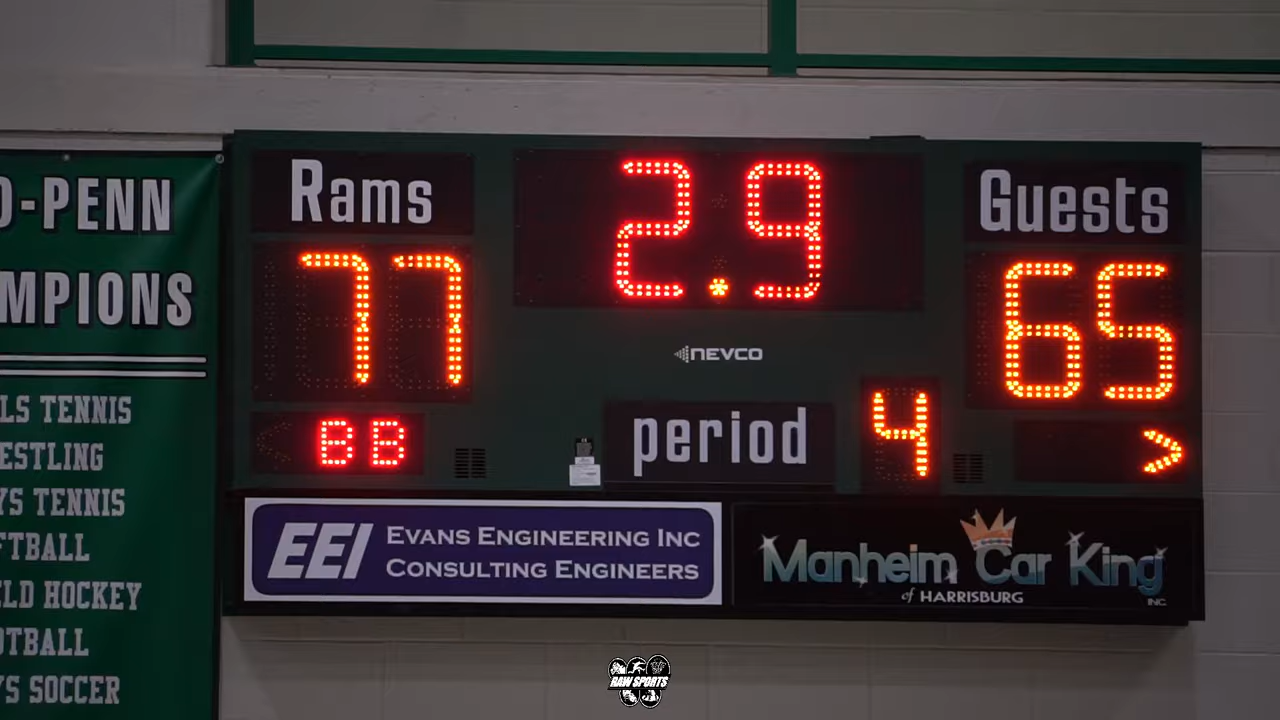 O-PENN
MPIONS
LS TENNIS
ESTLING
YS TENNIS
FTBALL
LD HOCKEY
OTBALL
YS SOCCER
Rams
2.9
Guests
77
65
NEVCO
BB
period
4
>
EEI
EVANS ENGINEERING INC
CONSULTING ENGINEERS
Manheim Car King
of HARRISBURG
INC
RAW SPORTS